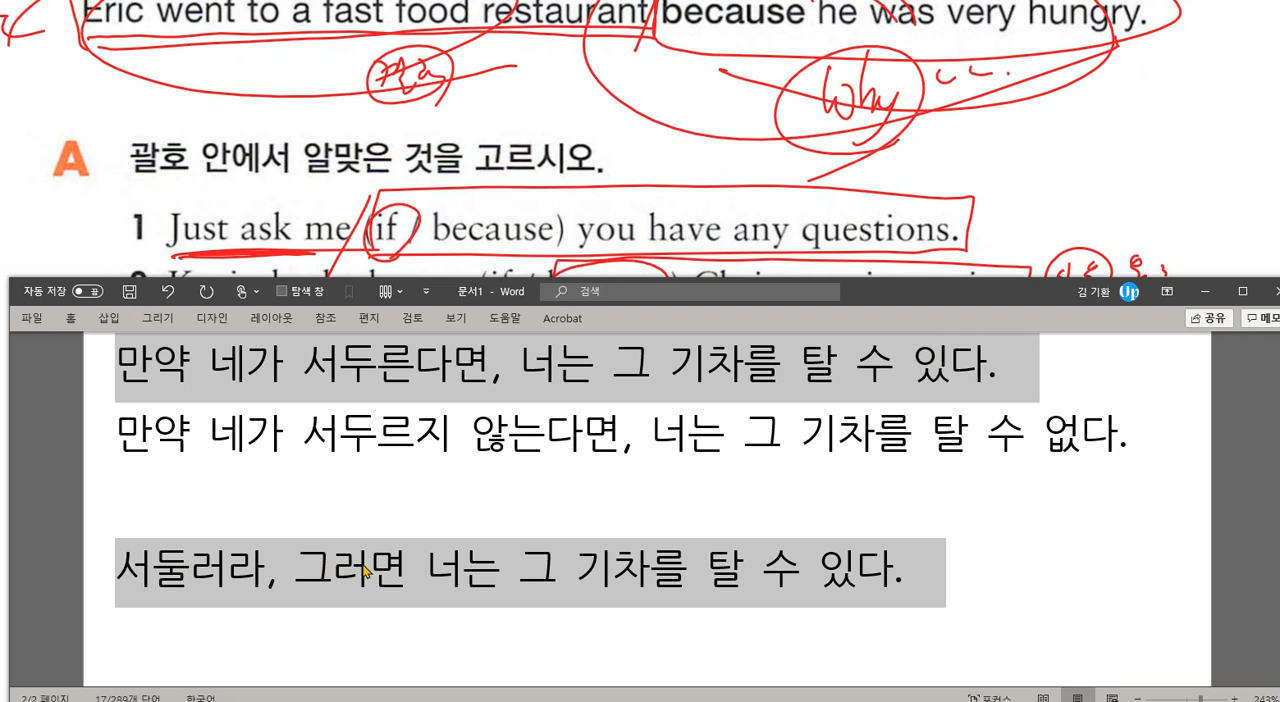 Eric went to a fast food restaurant because he was very hungry.
Why
A 괄호 안에서 알맞은 것을 고르시오.
1 Just ask me (if / because) you have any questions.
자동 저장 끔 탐색 창 문서1 - Word 검색 김 기환 Up
파일 홈 삽입 그리기 디자인 레이아웃 참조 편지 검토 보기 도움말 Acrobat 공유 메모
만약 네가 서두른다면, 너는 그 기차를 탈 수 있다.
만약 네가 서두르지 않는다면, 너는 그 기차를 탈 수 없다.
서둘러라, 그러면 너는 그 기차를 탈 수 있다.
2/2 페이지 17/289개 단어 한국어 포커스 243%